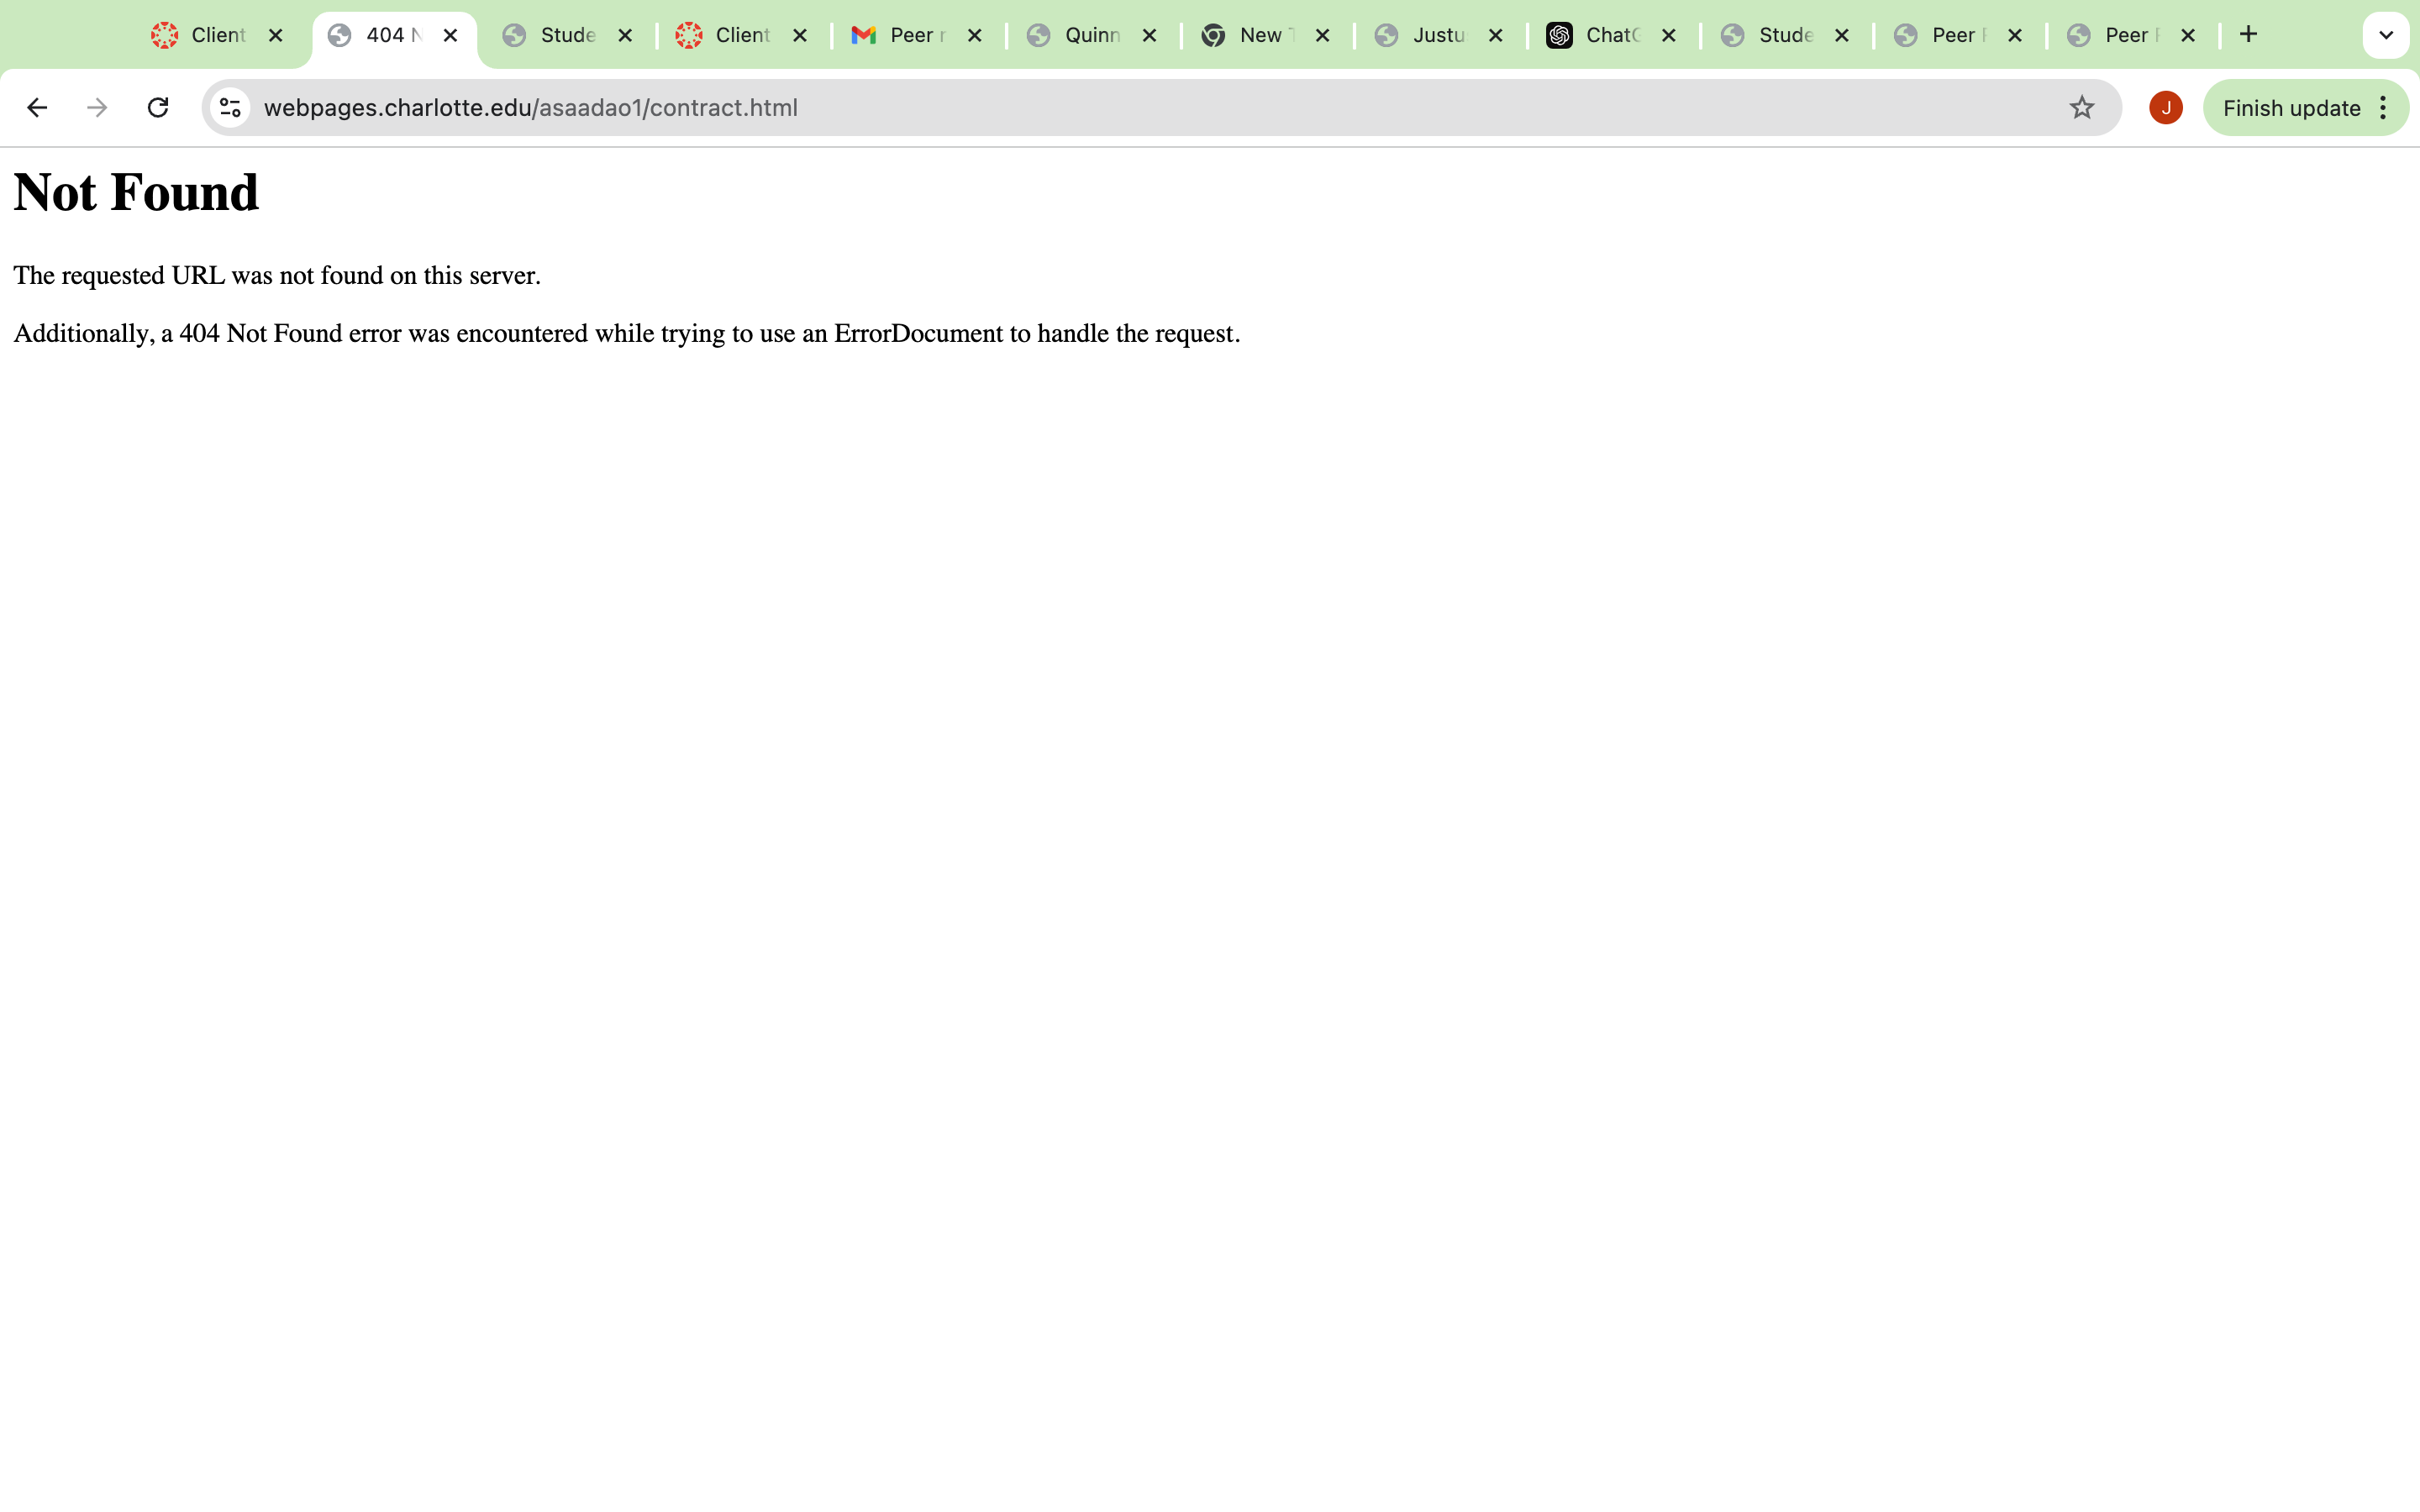 Client 404 N Stude Client Peer r Quinn New T Justu ChatG Stude Peer F Peer F
webpages.charlotte.edu/asaadao1/contract.html J Finish update
Not Found
The requested URL was not found on this server.
Additionally, a 404 Not Found error was encountered while trying to use an ErrorDocument to handle the request.